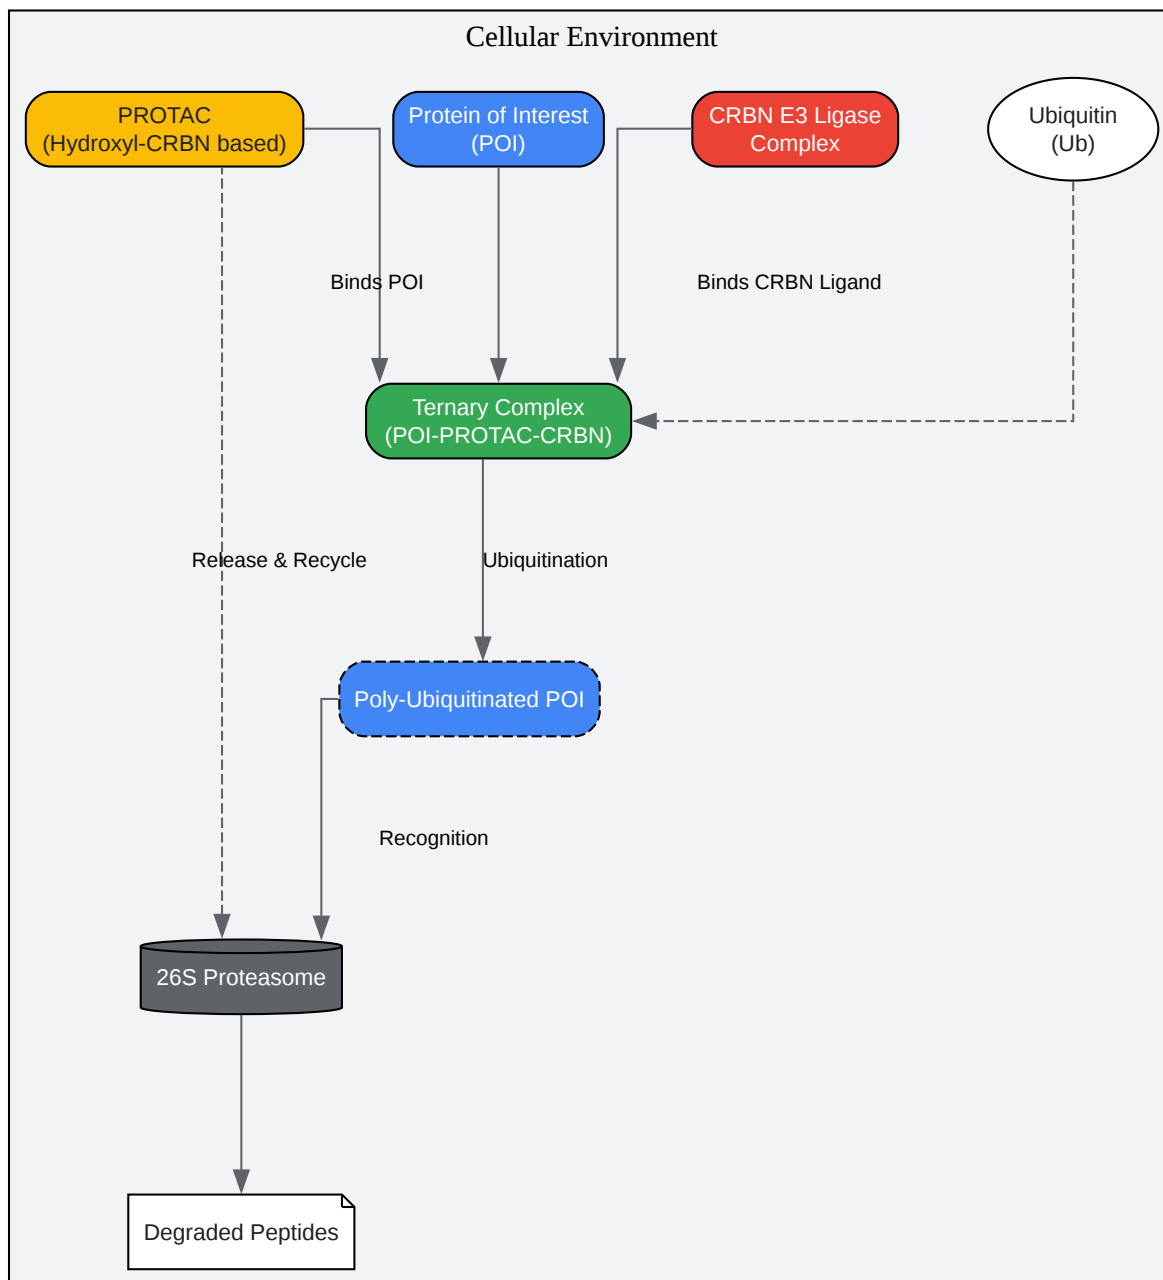 Cellular Environment
PROTAC
(Hydroxyl-CRBN based)
Protein of Interest
(POI)
CRBN E3 Ligase
Complex
Ubiquitin
(Ub)
Binds POI
Binds CRBN Ligand
Ternary Complex
(POI-PROTAC-CRBN)
Release & Recycle
Ubiquitination
Poly-Ubiquitinated POI
Recognition
26S Proteasome
Degraded Peptides